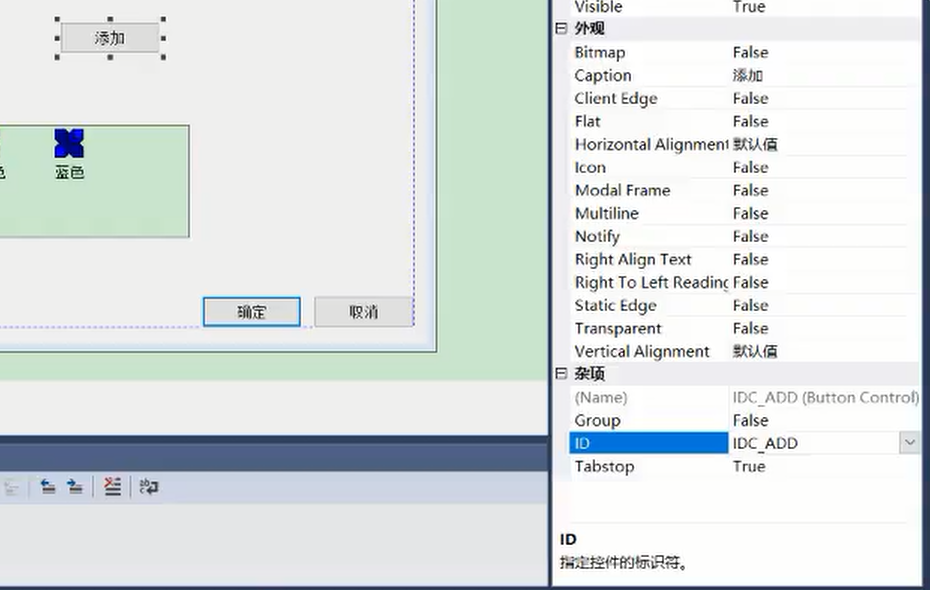 添加
色
蓝色
确定
取消
Visible True
外观
Bitmap False
Caption 添加
Client Edge False
Flat False
Horizontal Alignment 默认值
Icon False
Modal Frame False
Multiline False
Notify False
Right Align Text False
Right To Left Reading False
Static Edge False
Transparent False
Vertical Alignment 默认值
杂项
(Name) IDC_ADD (Button Control)
Group False
ID IDC_ADD
Tabstop True
ID
指定控件的标识符。